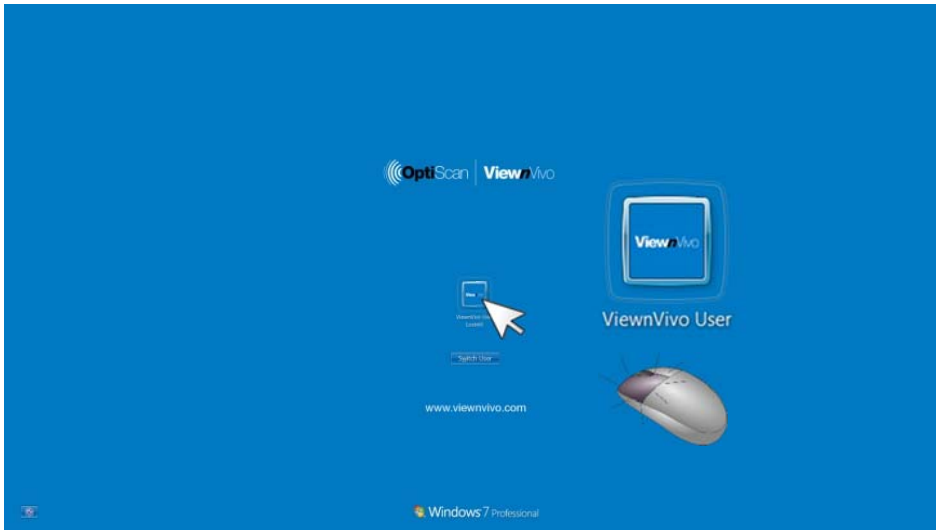 OptiScan | ViewnVivo
ViewnVivo
ViewnVivo User
Switch User
www.viewnvivo.com
Windows 7 Professional